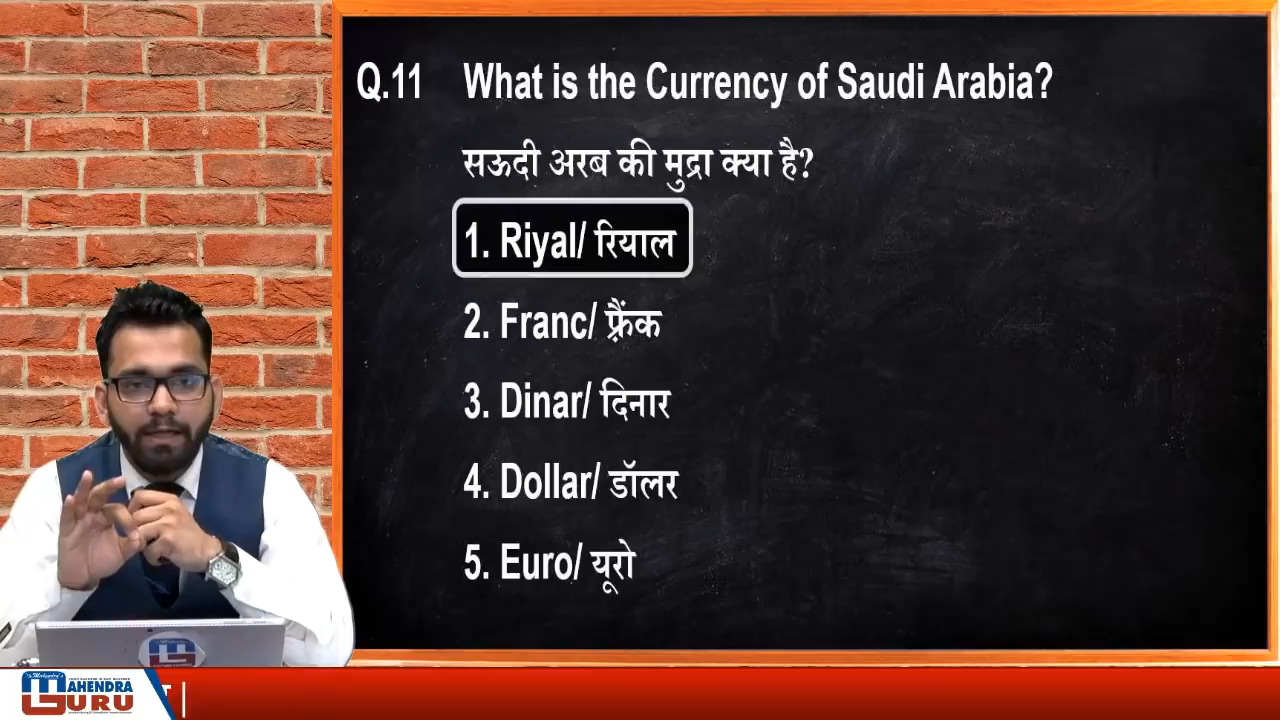 Q.11 What is the Currency of Saudi Arabia?
सऊदी अरब की मुद्रा क्या है?
1. Riyal/ रियाल
2. Franc/ फ़्रैंक
3. Dinar/ दिनार
4. Dollar/ डॉलर
5. Euro/ यूरो
Mahendra's
MAHENDRA
GURU